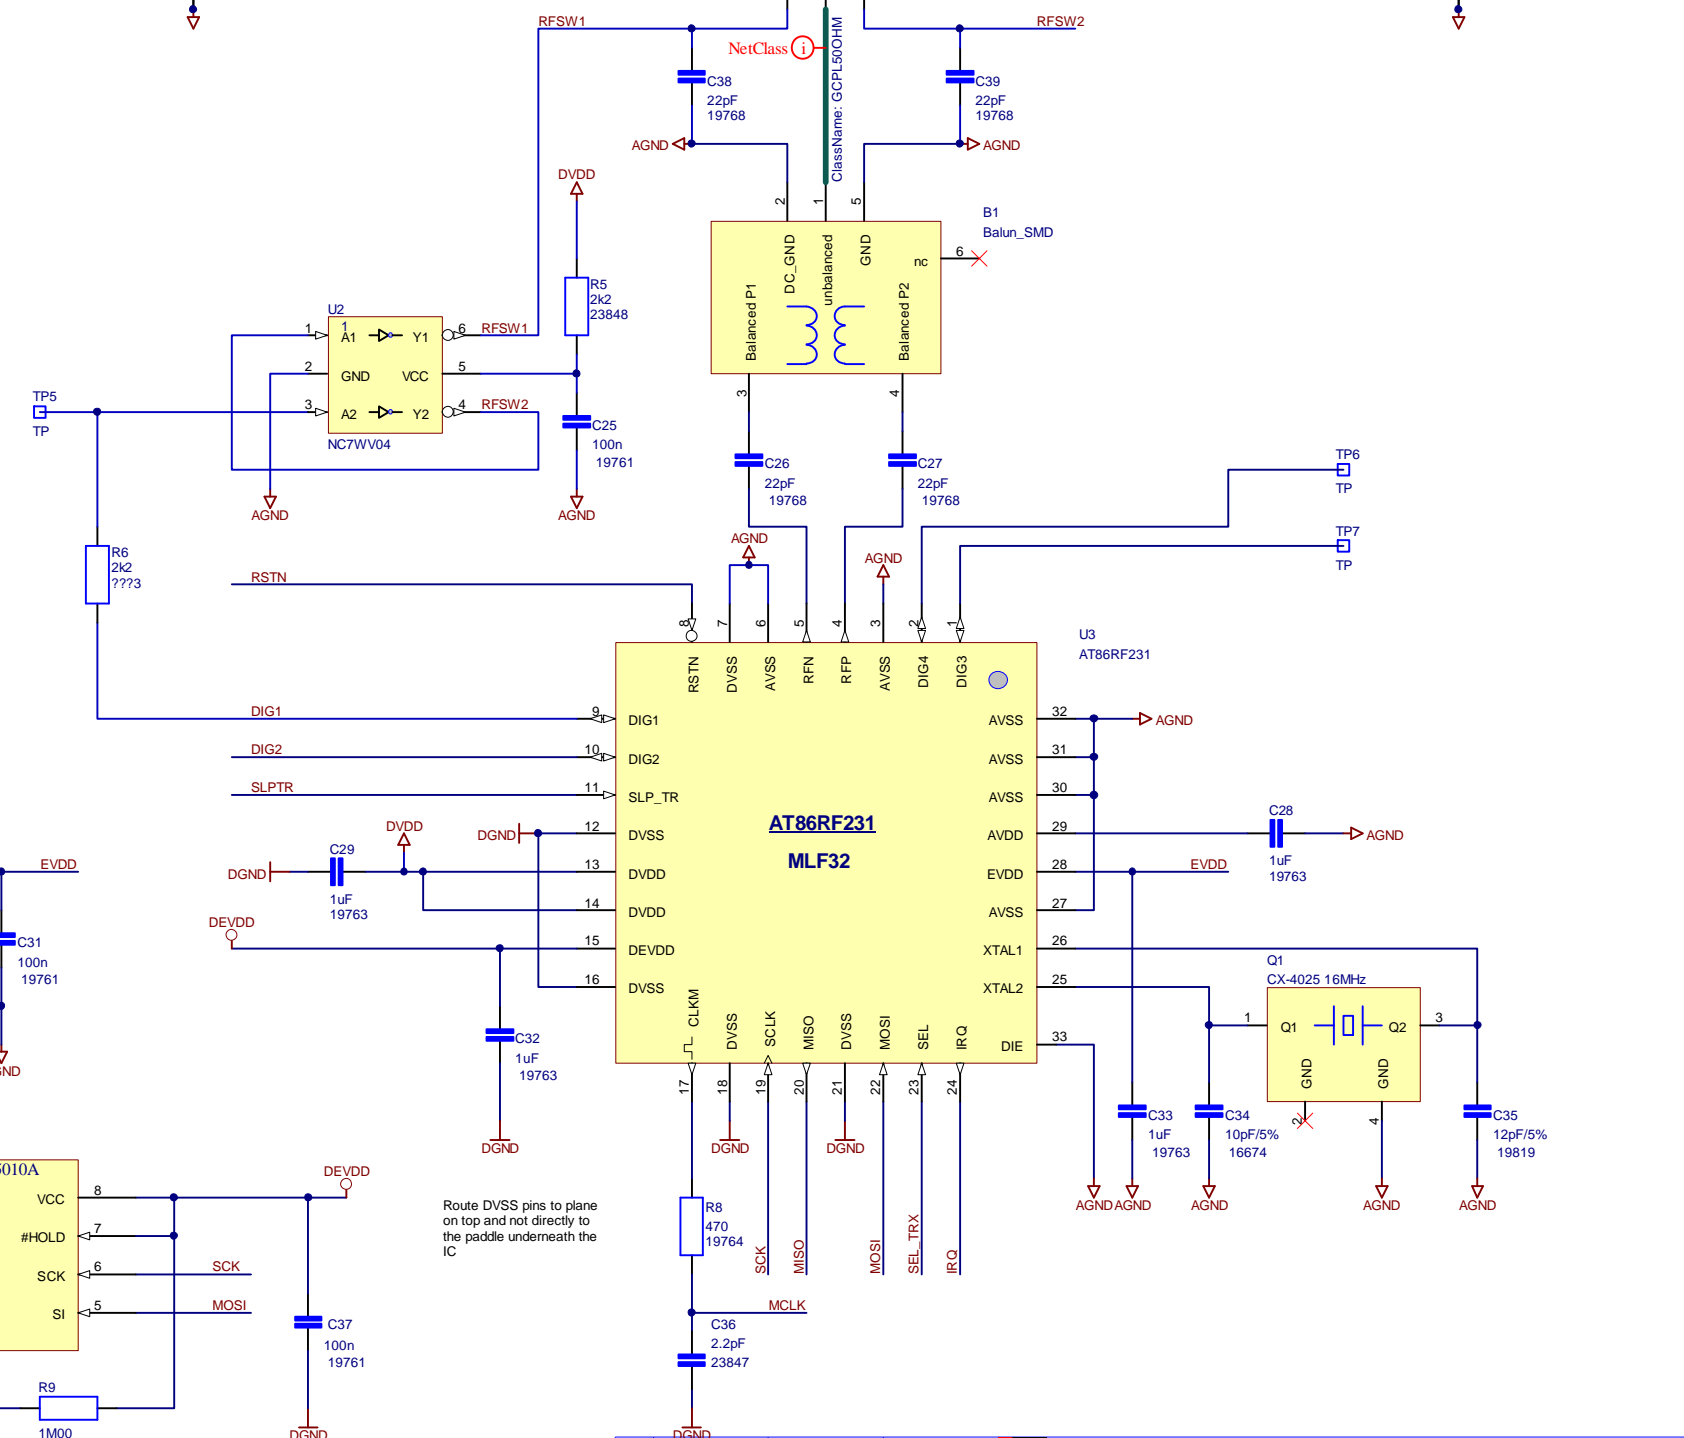 RFSW1
RFSW2
NetClass
i
ClassName: GCPL50OHM
C38
22pF
19768
C39
22pF
19768
AGND
AGND
DVDD
2
1
5
B1
Balun_SMD
DC_GND
unbalanced
GND
nc
6
Balanced P1
Balanced P2
3
4
R5
2k2
23848
U2
1
1
A1
Y1
6
RFSW1
2
GND
VCC
5
3
A2
Y2
4
RFSW2
NC7WV04
TP5
TP
C25
100n
19761
AGND
AGND
C26
22pF
19768
C27
22pF
19768
TP6
TP
TP7
TP
R6
2k2
???3
AGND
AGND
RSTN
8
7
6
5
4
3
2
1
U3
AT86RF231
RSTN
DVSS
AVSS
RFN
RFP
AVSS
DIG4
DIG3
DIG1
9
DIG1
DIG2
10
DIG2
SLPTR
11
SLP_TR
DGND
12
DVSS
DVDD
C29
1uF
19763
DGND
13
DVDD
14
DVDD
DEVDD
15
DEVDD
16
DVSS
AT86RF231
MLF32
AVSS
32
AGND
AVSS
31
AVSS
30
AVDD
29
C28
1uF
19763
AGND
EVDD
28
EVDD
AVSS
27
XTAL1
26
XTAL2
25
DIE
33
EVDD
C31
100n
19761
GND
C32
1uF
19763
DGND
CLKM
DVSS
SCLK
MISO
DVSS
MOSI
SEL
IRQ
17
18
19
20
21
22
23
24
DGND
DGND
Q1
CX-4025 16MHz
1
Q1
Q2
3
GND
GND
2
4
C33
1uF
19763
C34
10pF/5%
16674
C35
12pF/5%
19819
AGND
AGND
AGND
AGND
AGND
5010A
VCC
8
#HOLD
7
SCK
6
SCK
SI
5
MOSI
DEVDD
C37
100n
19761
DGND
R9
1M00
Route DVSS pins to plane
on top and not directly to
the paddle underneath the
IC
R8
470
19764
SCK
MISO
MOSI
SEL_TRX
IRQ
MCLK
C36
2.2pF
23847
DGND